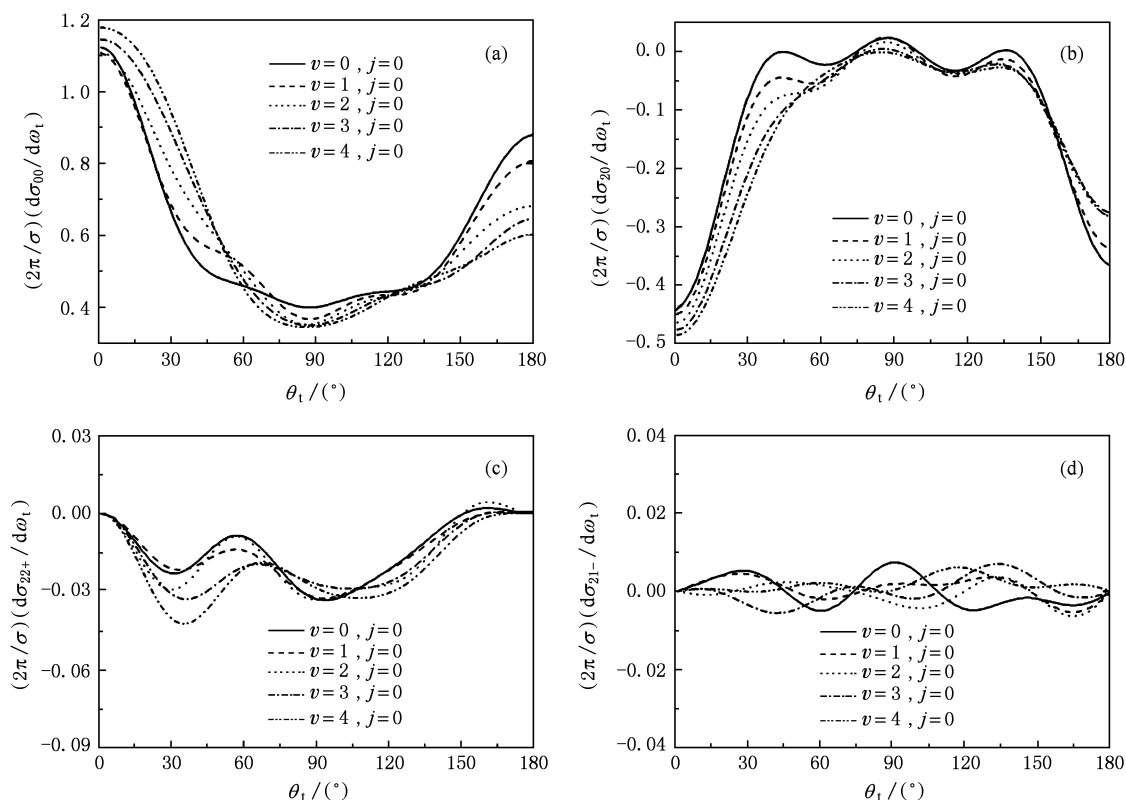 (a)
(2π/σ)(dσ₀₀/dωₜ)
1.2
1.0
0.8
0.6
0.4
v=0 , j=0
v=1 , j=0
v=2 , j=0
v=3 , j=0
v=4 , j=0
0 30 60 90 120 150 180
θₜ/(°)
(b)
(2π/σ)(dσ₂₀/dωₜ)
0.0
−0.1
−0.2
−0.3
−0.4
−0.5
v=0 , j=0
v=1 , j=0
v=2 , j=0
v=3 , j=0
v=4 , j=0
0 30 60 90 120 150 180
θₜ/(°)
(c)
(2π/σ)(dσ₂₂₊/dωₜ)
0.03
0.00
−0.03
−0.06
−0.09
v=0 , j=0
v=1 , j=0
v=2 , j=0
v=3 , j=0
v=4 , j=0
0 30 60 90 120 150 180
θₜ/(°)
(d)
(2π/σ)(dσ₂₁₋/dωₜ)
0.04
0.02
0.00
−0.02
−0.04
v=0 , j=0
v=1 , j=0
v=2 , j=0
v=3 , j=0
v=4 , j=0
0 30 60 90 120 150 180
θₜ/(°)